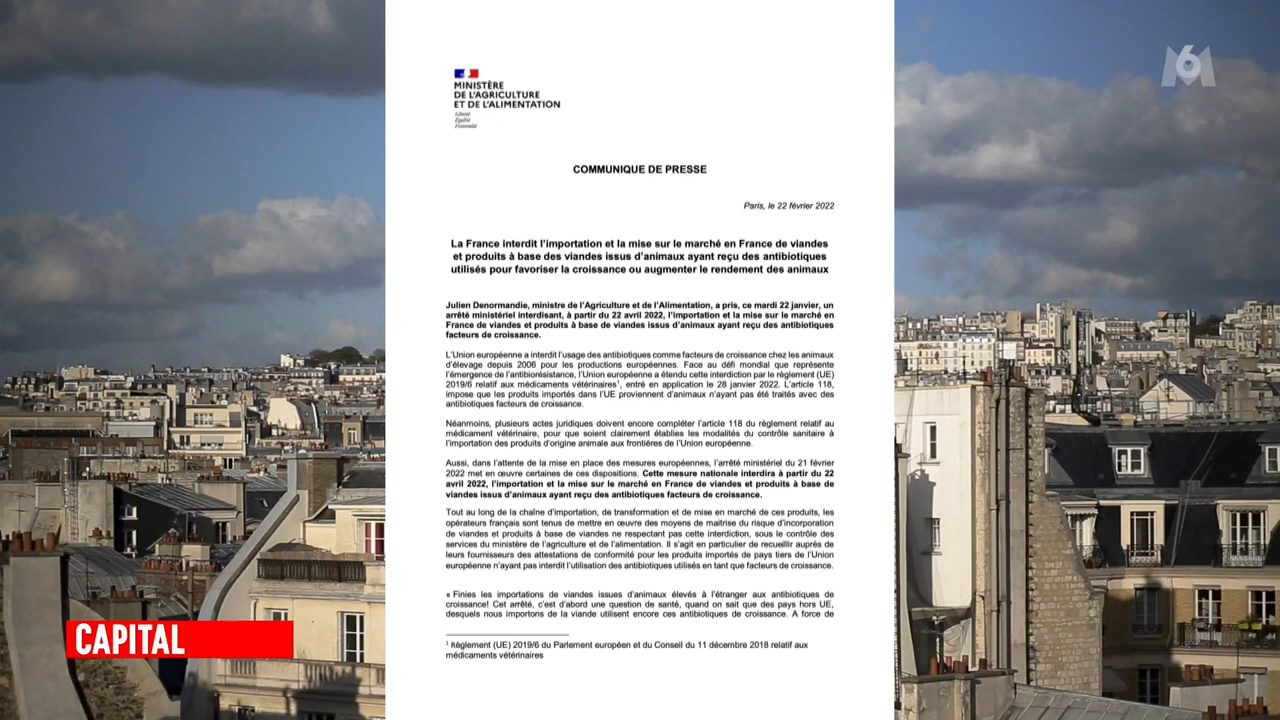 M6
MINISTÈRE
DE L'AGRICULTURE
ET DE L'ALIMENTATION
Liberté
Égalité
Fraternité
COMMUNIQUE DE PRESSE
Paris, le 22 février 2022
La France interdit l'importation et la mise sur le marché en France de viandes
et produits à base des viandes issus d'animaux ayant reçu des antibiotiques
utilisés pour favoriser la croissance ou augmenter le rendement des animaux
Julien Denormandie, ministre de l'Agriculture et de l'Alimentation, a pris, ce mardi 22 janvier, un
arrêté ministériel interdisant, à partir du 22 avril 2022, l'importation et la mise sur le marché en
France de viandes et produits à base de viandes issus d'animaux ayant reçu des antibiotiques
facteurs de croissance.
L'Union européenne a interdit l'usage des antibiotiques comme facteurs de croissance chez les animaux
d'élevage depuis 2006 pour les productions européennes. Face au défi mondial que représente
l'émergence de l'antibiorésistance, l'Union européenne a étendu cette interdiction par le règlement (UE)
2019/6 relatif aux médicaments vétérinaires¹, entré en application le 28 janvier 2022. L'article 118,
impose que les produits importés dans l'UE proviennent d'animaux n'ayant pas été traités avec des
antibiotiques facteurs de croissance.
Néanmoins, plusieurs actes juridiques doivent encore compléter l'article 118 du règlement relatif au
médicament vétérinaire, pour que soient clairement établies les modalités du contrôle sanitaire à
l'importation des produits d'origine animale aux frontières de l'Union européenne.
Aussi, dans l'attente de la mise en place des mesures européennes, l'arrêté ministériel du 21 février
2022 met en œuvre certaines de ces dispositions. Cette mesure nationale interdira à partir du 22
avril 2022, l'importation et la mise sur le marché en France de viandes et produits à base de
viandes issus d'animaux ayant reçu des antibiotiques facteurs de croissance.
Tout au long de la chaîne d'importation, de transformation et de mise en marché de ces produits, les
opérateurs français sont tenus de mettre en œuvre des moyens de maitrise du risque d'incorporation
de viandes et produits à base de viandes ne respectant pas cette interdiction, sous le contrôle des
services du ministère de l'agriculture et de l'alimentation. Il s'agit en particulier de recueillir auprès de
leurs fournisseurs des attestations de conformité pour les produits importés de pays tiers de l'Union
européenne n'ayant pas interdit l'utilisation des antibiotiques utilisés en tant que facteurs de croissance.
« Finies les importations de viandes issues d'animaux élevés à l'étranger aux antibiotiques de
croissance! Cet arrêté, c'est d'abord une question de santé, quand on sait que des pays hors UE,
desquels nous importons de la viande utilisent encore ces antibiotiques de croissance. A force de
¹ Règlement (UE) 2019/6 du Parlement européen et du Conseil du 11 décembre 2018 relatif aux
médicaments vétérinaires
CAPITAL